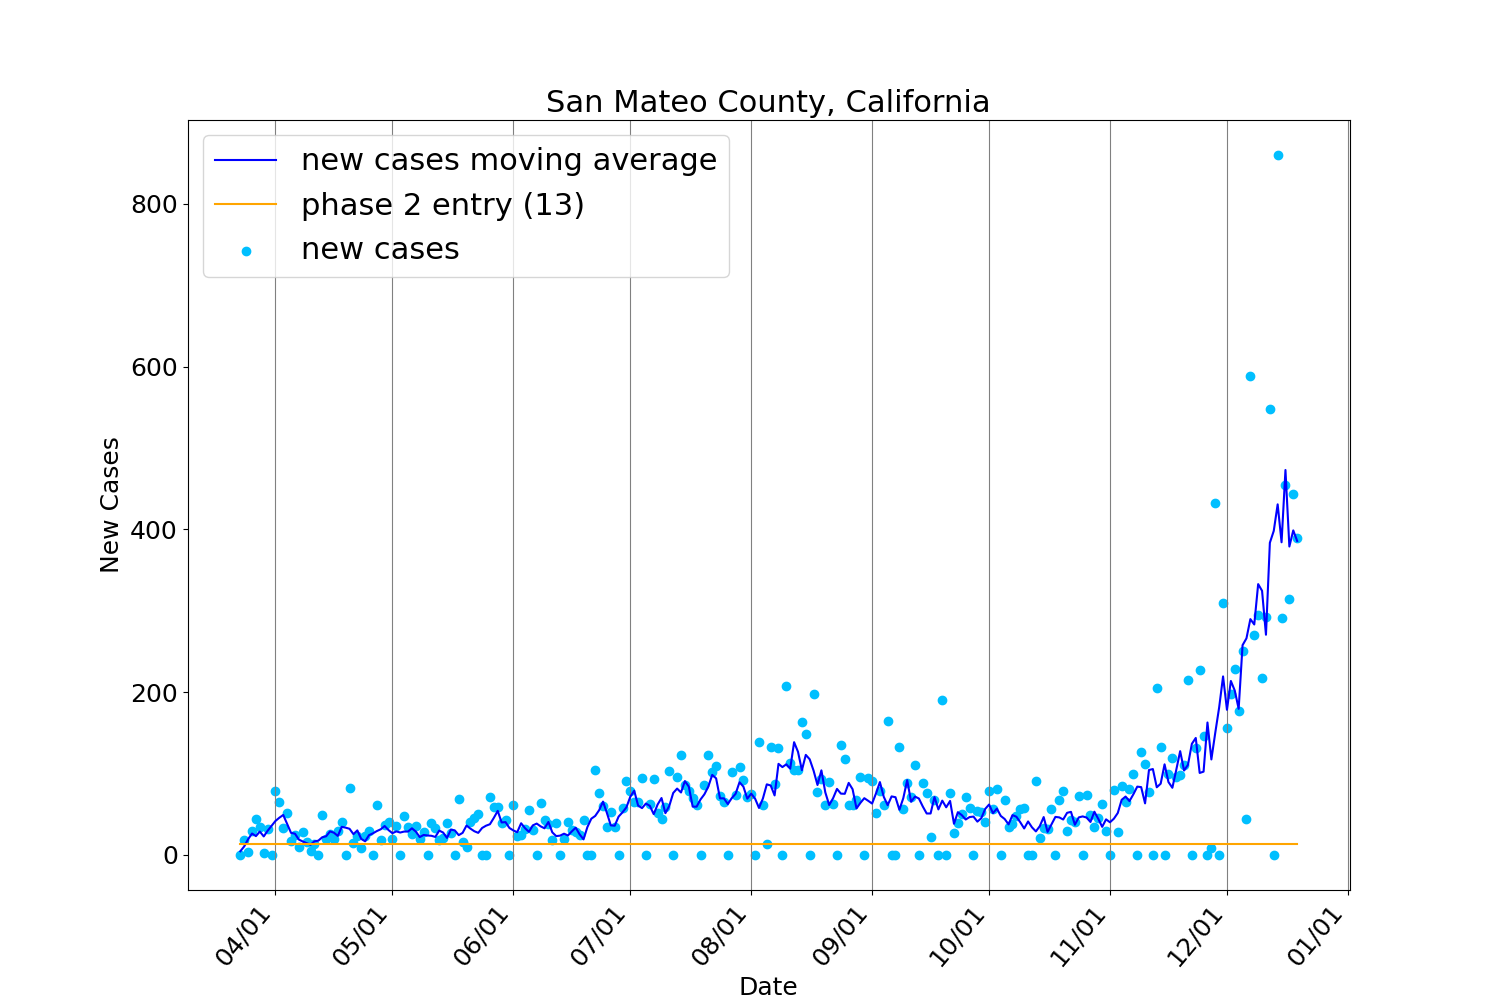 San Mateo County, California
new cases moving average
phase 2 entry (13)
new cases
800
600
400
200
0
New Cases
04/01
05/01
06/01
07/01
08/01
09/01
10/01
11/01
12/01
01/01
Date